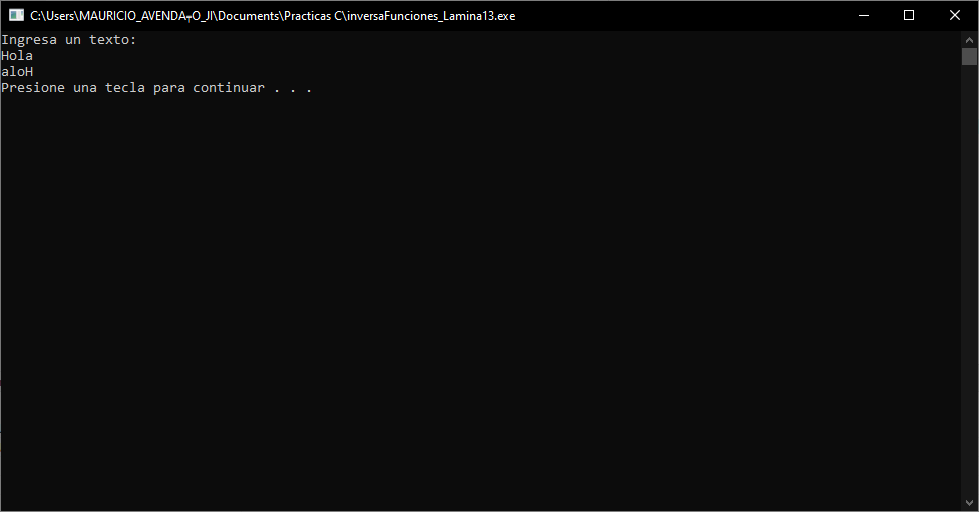 C:\Users\MAURICIO_AVENDA┬O_JI\Documents\Practicas C\inversaFunciones_Lamina13.exe
Ingresa un texto:
Hola
aloH
Presione una tecla para continuar . . .